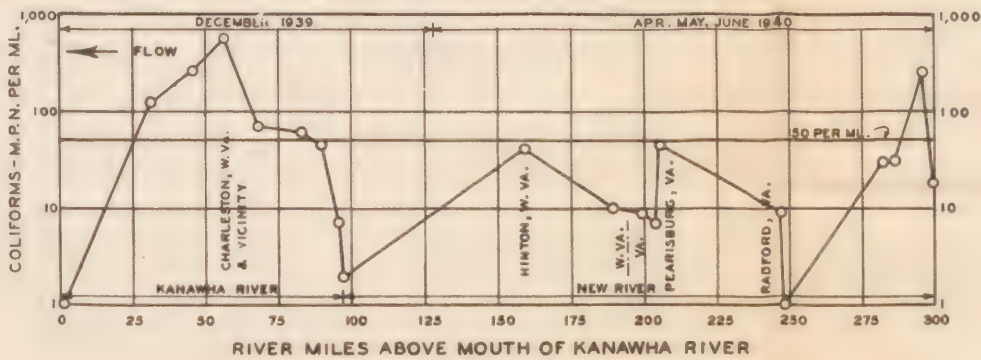 1,000
DECEMBER 1939
APR. MAY, JUNE 1940
1,000
FLOW
COLIFORMS - M.P.N. PER ML.
100
100
50 PER ML.
CHARLESTON, W. VA.
& VICINITY
HINTON, W. VA.
W. VA.
VA.
PEARISBURG, VA.
RADFORD, VA.
10
10
KANAWHA RIVER
NEW RIVER
1
1
0 25 50 75 100 125 150 175 200 225 250 275 300
RIVER MILES ABOVE MOUTH OF KANAWHA RIVER